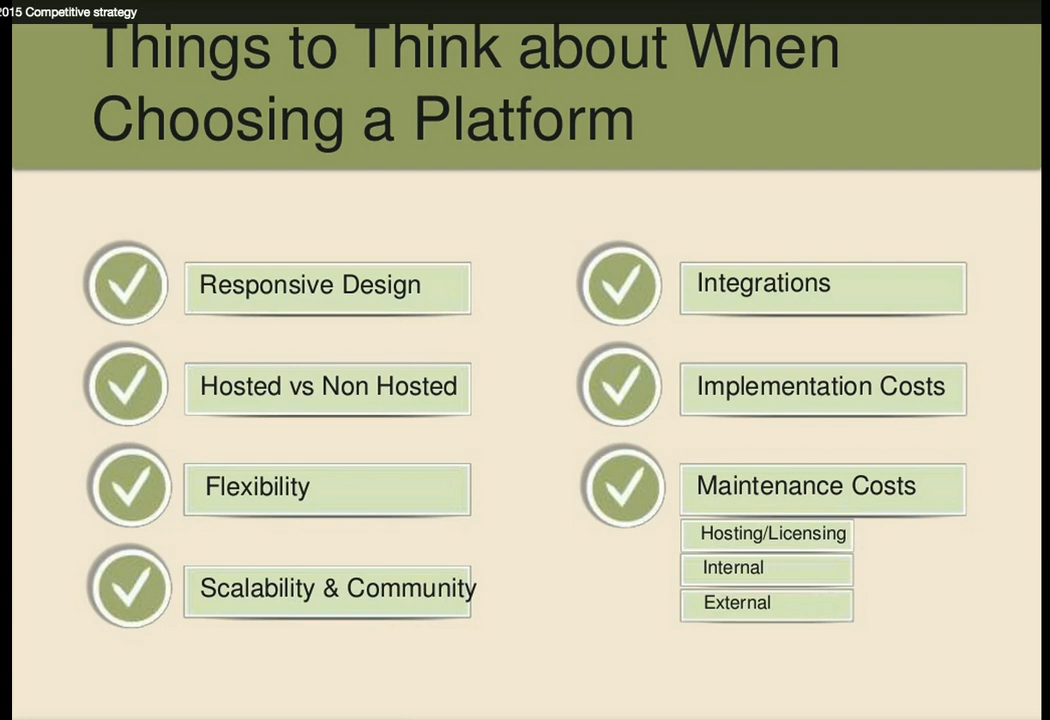 2015 Competitive strategy
Things to Think about When
Choosing a Platform
Responsive Design
Hosted vs Non Hosted
Flexibility
Scalability & Community
Integrations
Implementation Costs
Maintenance Costs
Hosting/Licensing
Internal
External